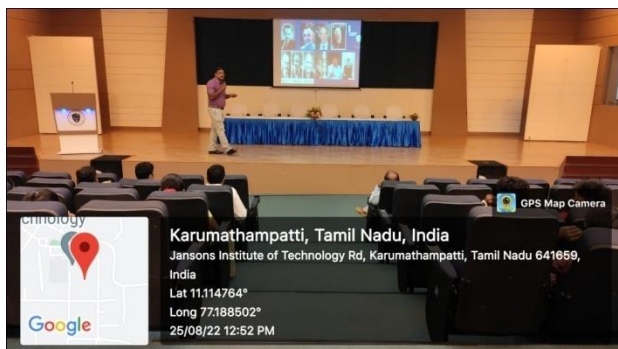 GPS Map Camera
chnology
Google
Karumathampatti, Tamil Nadu, India
Jansons Institute of Technology Rd, Karumathampatti, Tamil Nadu 641659,
India
Lat 11.114764°
Long 77.188502°
25/08/22 12:52 PM